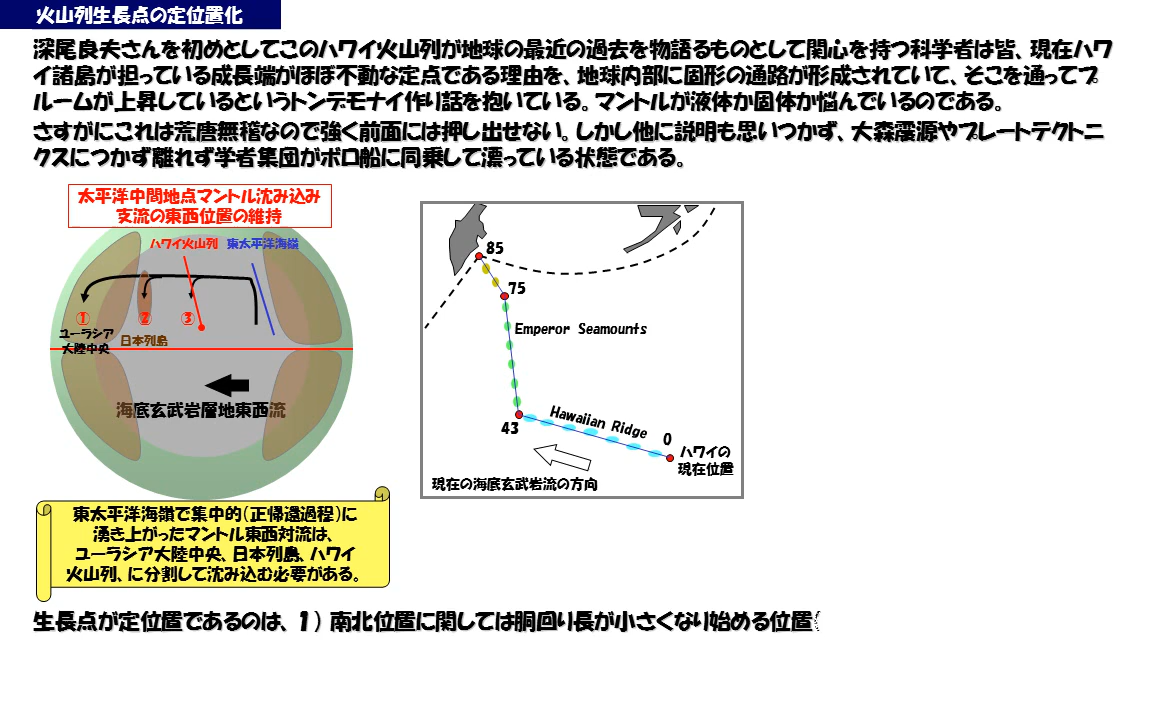 火山列生長点の定位置化
深尾良夫さんを初めとしてこのハワイ火山列が地球の最近の過去を物語るものとして関心を持つ科学者は皆、現在ハワ
イ諸島が担っている成長端がほぼ不動な定点である理由を、地球内部に固形の通路が形成されていて、そこを通ってプ
ルームが上昇しているというトンデモナイ作り話を抱いている。マントルが液体か固体か悩んでいるのである。
さすがにこれは荒唐無稽なので強く前面には押し出せない。しかし他に説明も思いつかず、大森震源やプレートテクトニ
クスにつかず離れず学者集団がボロ船に同乗して漂っている状態である。
太平洋中間地点マントル沈み込み
支流の東西位置の維持
ハワイ火山列
東太平洋海嶺
①
②
③
ユーラシア
大陸中央
日本列島
海底玄武岩層地東西流
85
75
Emperor Seamounts
43
Hawaiian Ridge
0
ハワイの
現在位置
現在の海底玄武岩流の方向
東太平洋海嶺で集中的(正帰還過程)に
湧き上がったマントル東西対流は、
ユーラシア大陸中央、日本列島、ハワイ
火山列、に分割して沈み込む必要がある。
生長点が定位置であるのは、1) 南北位置に関しては胴回り長が小さくなり始める位置